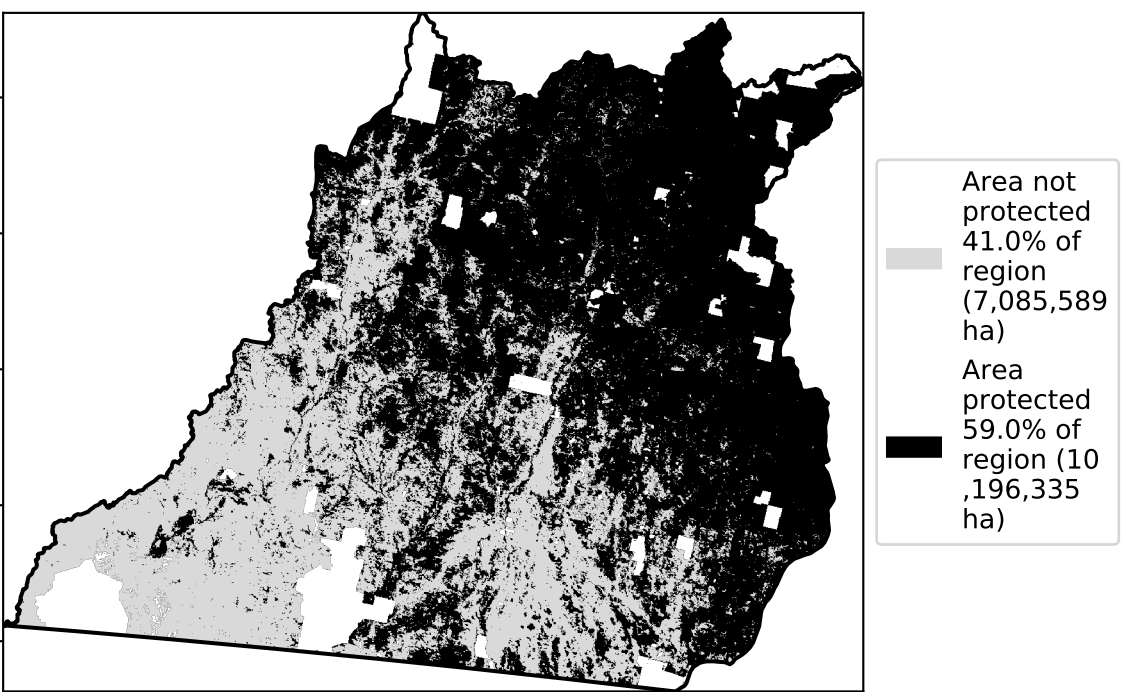 Area not
protected
41.0% of
region
(7,085,589
ha)
Area
protected
59.0% of
region (10
,196,335
ha)